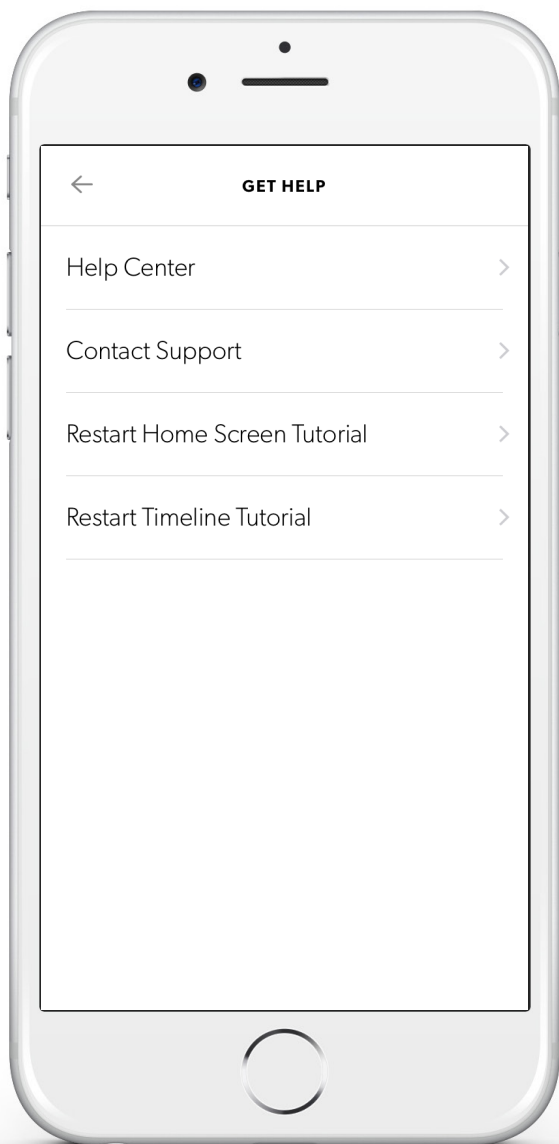 GET HELP
Help Center
Contact Support
Restart Home Screen Tutorial
Restart Timeline Tutorial